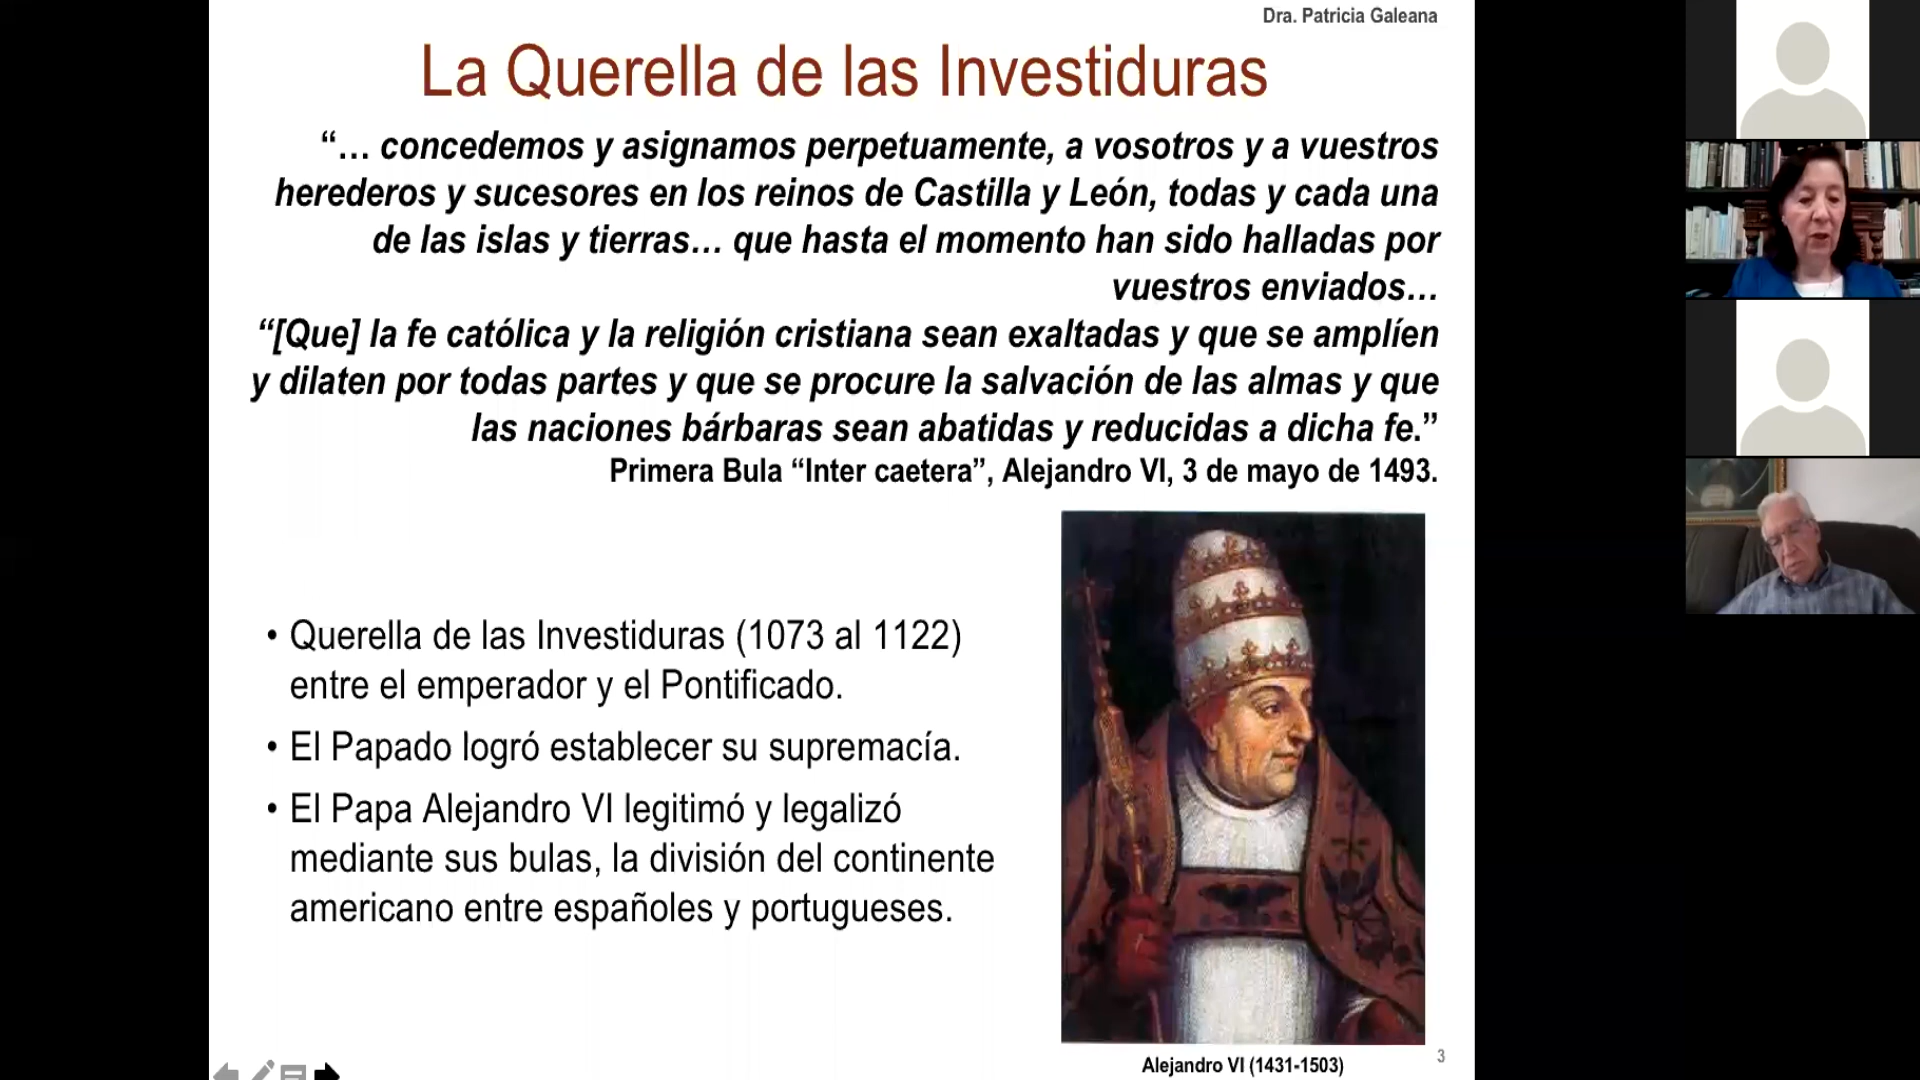 Dra. Patricia Galeana
La Querella de las Investiduras
“… concedemos y asignamos perpetuamente, a vosotros y a vuestros
herederos y sucesores en los reinos de Castilla y León, todas y cada una
de las islas y tierras… que hasta el momento han sido halladas por
vuestros enviados…
“[Que] la fe católica y la religión cristiana sean exaltadas y que se amplíen
y dilaten por todas partes y que se procure la salvación de las almas y que
las naciones bárbaras sean abatidas y reducidas a dicha fe.”
Primera Bula “Inter caetera”, Alejandro VI, 3 de mayo de 1493.
• Querella de las Investiduras (1073 al 1122)
entre el emperador y el Pontificado.
• El Papado logró establecer su supremacía.
• El Papa Alejandro VI legitimó y legalizó
mediante sus bulas, la división del continente
americano entre españoles y portugueses.
Alejandro VI (1431-1503)
3